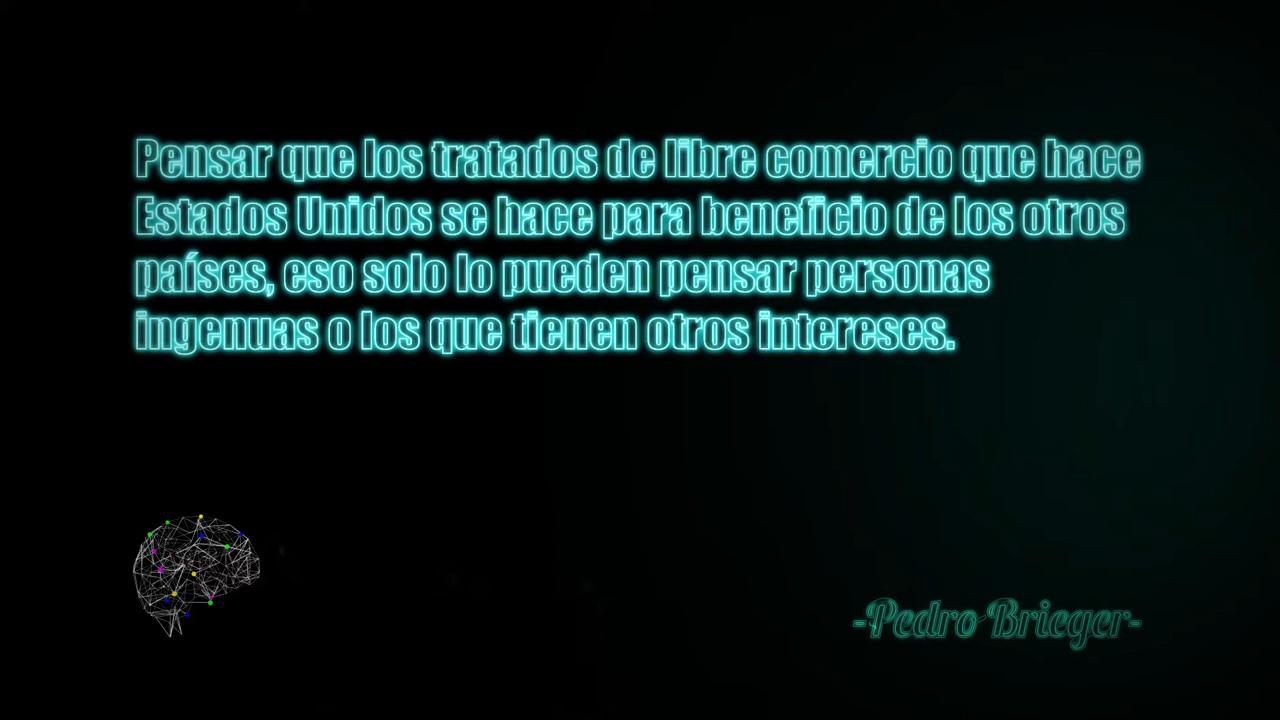 Pensar que los tratados de libre comercio que hace
Estados Unidos se hace para beneficio de los otros
países, eso solo lo pueden pensar personas
ingenuas o los que tienen otros intereses.
-Pedro Brieger-